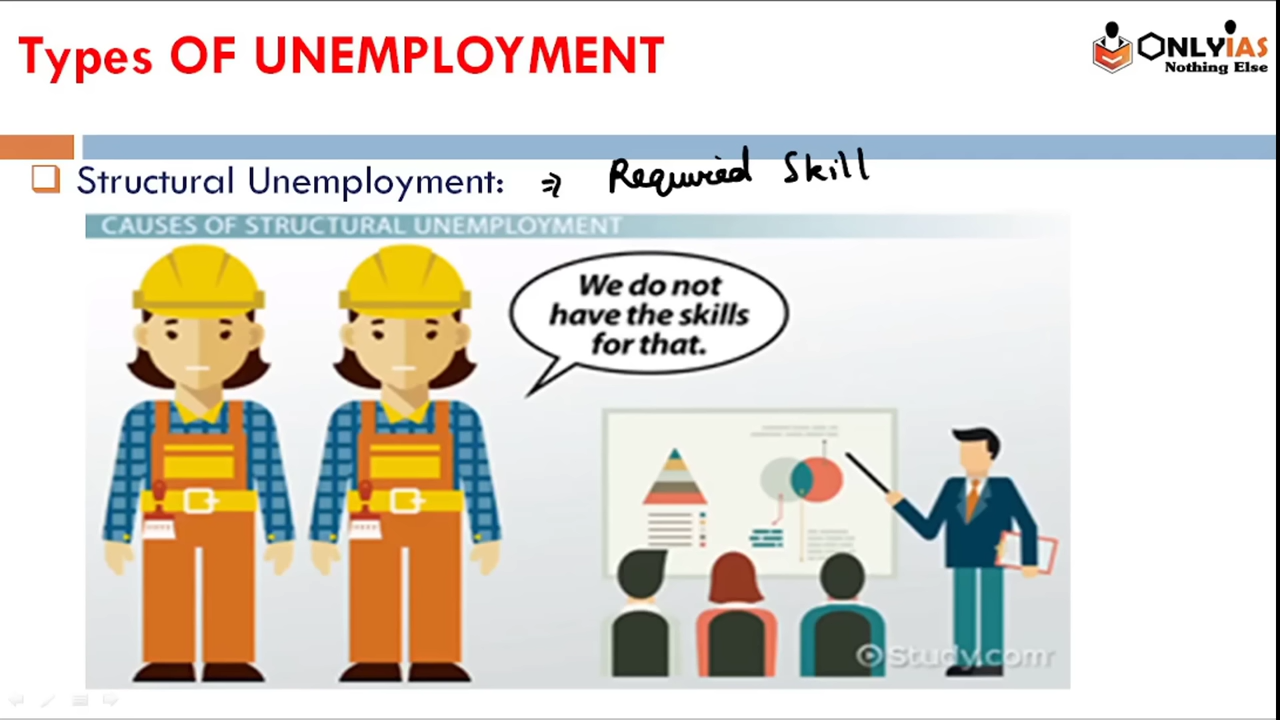 Types OF UNEMPLOYMENT
ONLYIAS
Nothing Else
Structural Unemployment: ⇒ Required Skill
CAUSES OF STRUCTURAL UNEMPLOYMENT
We do not
have the skills
for that.
Study.com